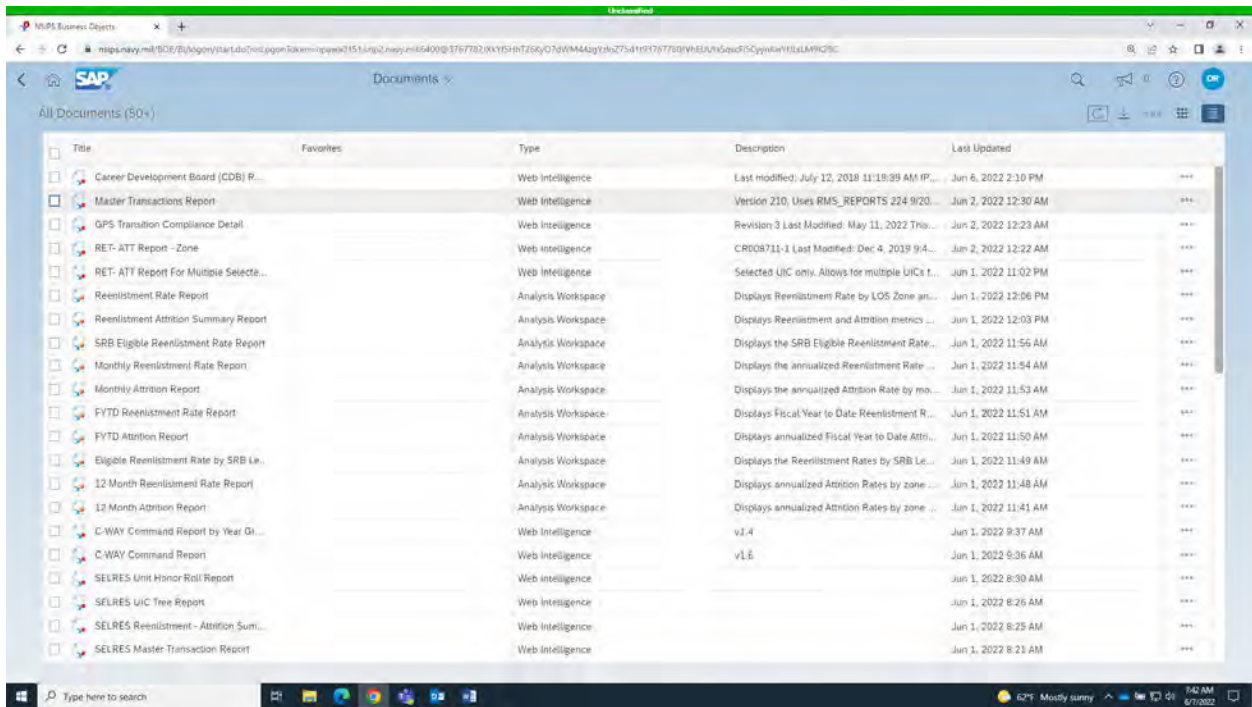 Unclassified
NSIPS Business Objects
SAP Documents
All Documents (50+)
Title Favorites Type Description Last Updated
Career Development Board (CDB) R... Web Intelligence Last modified: July 12, 2018 11:19:39 AM IP... Jun 6, 2022 2:10 PM
Master Transactions Report Web Intelligence Version 210, Uses RMS_REPORTS 224 9/20... Jun 2, 2022 12:30 AM
GPS Transition Compliance Detail Web Intelligence Revision 3 Last Modified: May 11, 2022 This... Jun 2, 2022 12:23 AM
RET- ATT Report - Zone Web Intelligence CR008711-1 Last Modified: Dec 4, 2019 9:4... Jun 2, 2022 12:22 AM
RET- ATT Report For Multiple Selecte... Web Intelligence Selected UIC only. Allows for multiple UICs f... Jun 1, 2022 11:02 PM
Reenlistment Rate Report Analysis Workspace Displays Reenlistment Rate by LOS Zone an... Jun 1, 2022 12:06 PM
Reenlistment Attrition Summary Report Analysis Workspace Displays Reenlistment and Attrition metrics ... Jun 1, 2022 12:03 PM
SRB Eligible Reenlistment Rate Report Analysis Workspace Displays the SRB Eligible Reenlistment Rate... Jun 1, 2022 11:56 AM
Monthly Reenlistment Rate Report Analysis Workspace Displays the annualized Reenlistment Rate ... Jun 1, 2022 11:54 AM
Monthly Attrition Report Analysis Workspace Displays the annualized Attrition Rate by mo... Jun 1, 2022 11:53 AM
FYTD Reenlistment Rate Report Analysis Workspace Displays Fiscal Year to Date Reenlistment R... Jun 1, 2022 11:51 AM
FYTD Attrition Report Analysis Workspace Displays annualized Fiscal Year to Date Attri... Jun 1, 2022 11:50 AM
Eligible Reenlistment Rate by SRB Le... Analysis Workspace Displays the Reenlistment Rates by SRB Le... Jun 1, 2022 11:49 AM
12 Month Reenlistment Rate Report Analysis Workspace Displays annualized Attrition Rates by zone ... Jun 1, 2022 11:48 AM
12 Month Attrition Report Analysis Workspace Displays annualized Attrition Rates by zone ... Jun 1, 2022 11:41 AM
C-WAY Command Report by Year Gr... Web Intelligence v1.4 Jun 1, 2022 9:37 AM
C-WAY Command Report Web Intelligence v1.6 Jun 1, 2022 9:36 AM
SELRES Unit Honor Roll Report Web Intelligence Jun 1, 2022 8:30 AM
SELRES UIC Tree Report Web Intelligence Jun 1, 2022 8:26 AM
SELRES Reenlistment - Attrition Sum... Web Intelligence Jun 1, 2022 8:25 AM
SELRES Master Transaction Report Web Intelligence Jun 1, 2022 8:21 AM
Type here to search 62°F Mostly sunny 7:42 AM
6/7/2022